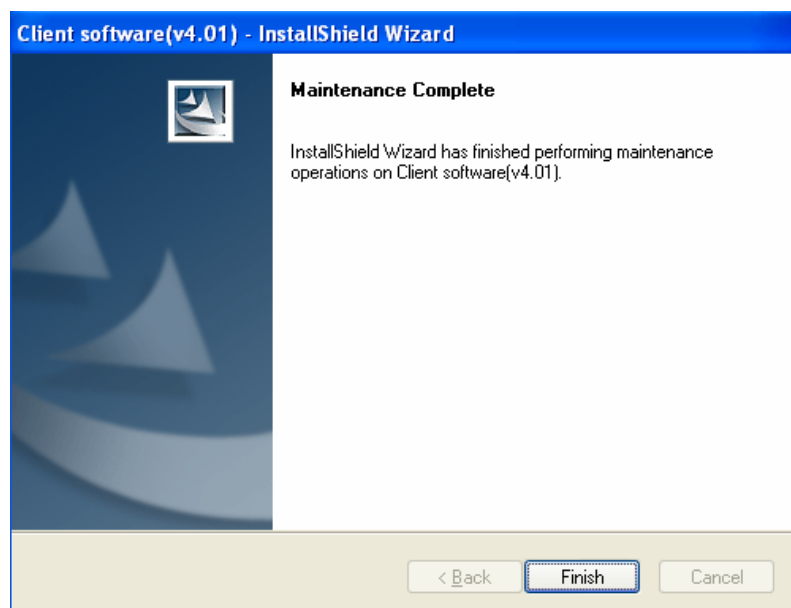 Client software(v4.01) - InstallShield Wizard
Maintenance Complete
InstallShield Wizard has finished performing maintenance
operations on Client software(v4.01).
< Back
Finish
Cancel